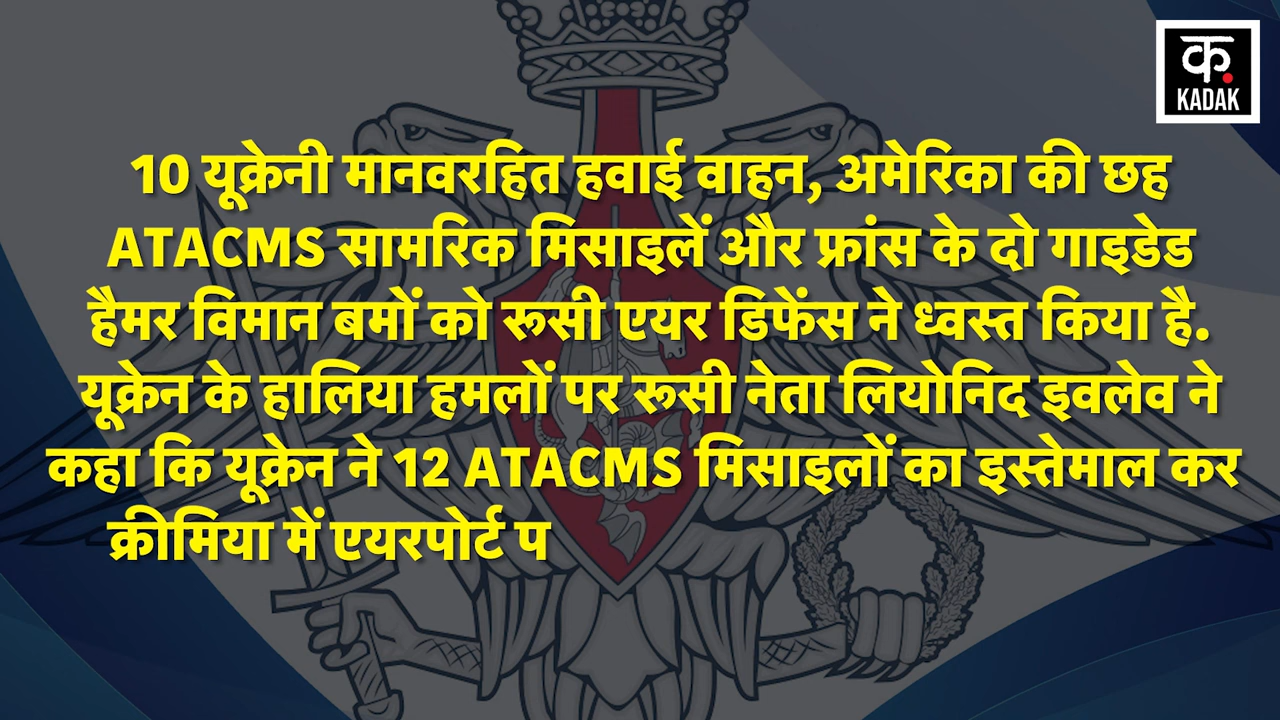 क.
KADAK
10 यूक्रेनी मानवरहित हवाई वाहन, अमेरिका की छह
ATACMS सामरिक मिसाइलें और फ्रांस के दो गाइडेड
हैमर विमान बमों को रूसी एयर डिफेंस ने ध्वस्त किया है.
यूक्रेन के हालिया हमलों पर रूसी नेता लियोनिद इवलेव ने
कहा कि यूक्रेन ने 12 ATACMS मिसाइलों का इस्तेमाल कर
क्रीमिया में एयरपोर्ट प